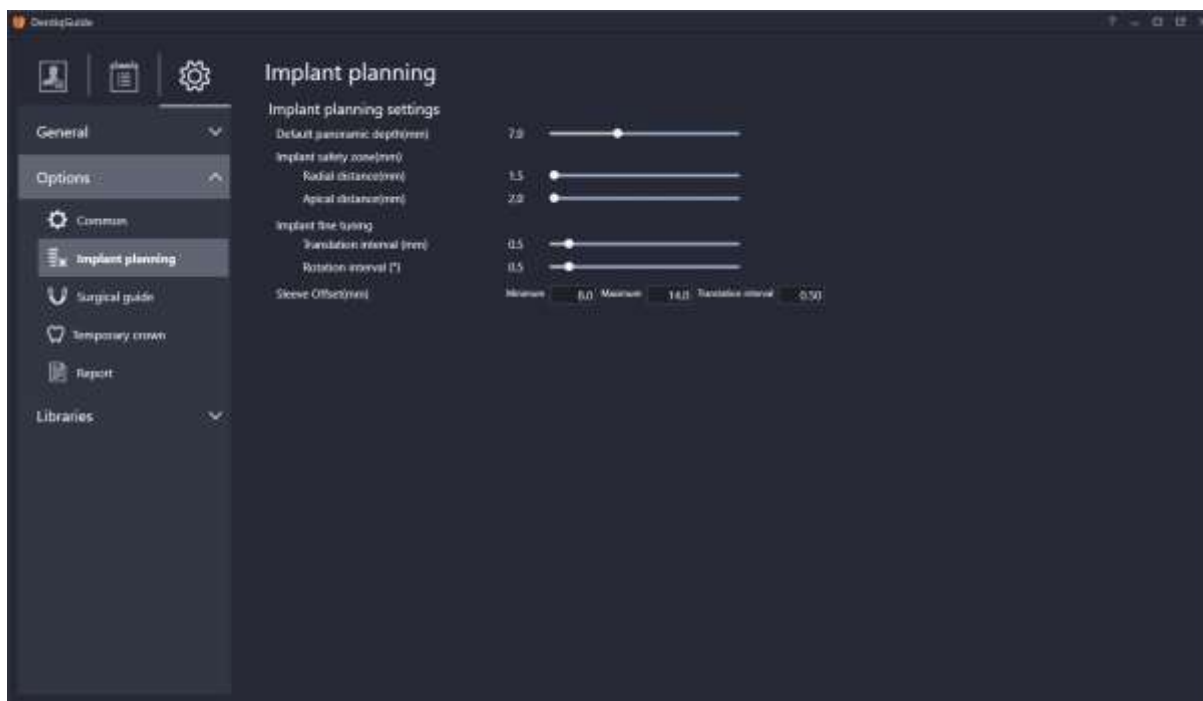 DentiqGuide
Implant planning
General
Options
Common
Implant planning
Surgical guide
Temporary crown
Report
Libraries
Implant planning settings
Default panoramic depth(mm) 7.0
Implant safety zone(mm)
Radial distance(mm) 1.5
Apical distance(mm) 2.0
Implant fine tuning
Translation interval (mm) 0.5
Rotation interval (°) 0.5
Sleeve Offset(mm) Minimum 8.0 Maximum 14.0 Translation interval 0.50